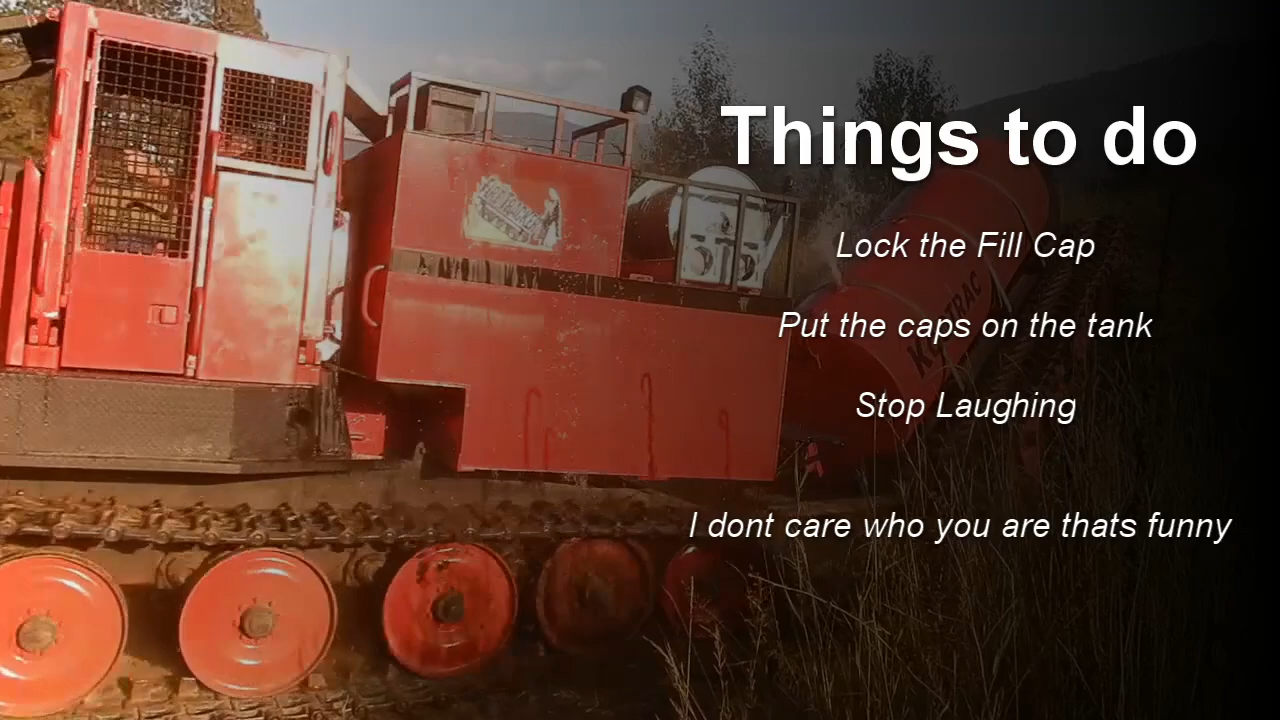 Things to do
Lock the Fill Cap
Put the caps on the tank
Stop Laughing
I dont care who you are thats funny